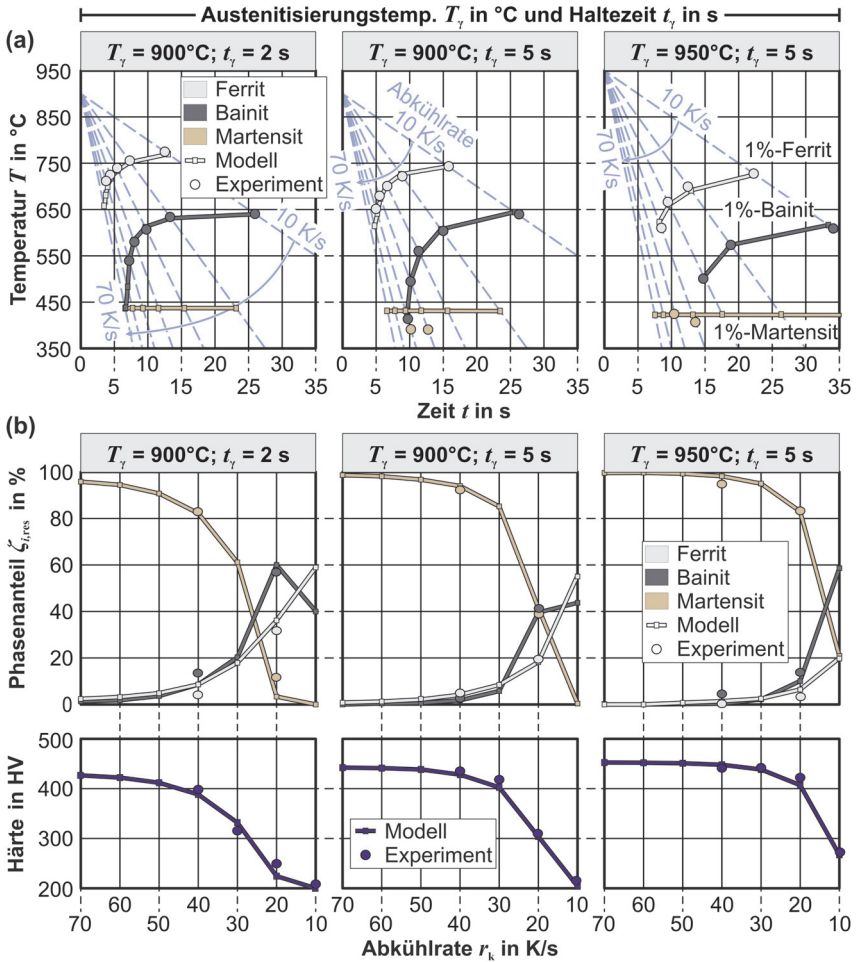 Austenitisierungstemp. Tγ in °C und Haltezeit tγ in s
(a)
Tγ = 900°C; tγ = 2 s
Tγ = 900°C; tγ = 5 s
Tγ = 950°C; tγ = 5 s
Temperatur T in °C
950
850
750
650
550
450
350
Ferrit
Bainit
Martensit
Modell
Experiment
10 K/s
70 K/s
Abkühlrate
10 K/s
70 K/s
10 K/s
70 K/s
1%-Ferrit
1%-Bainit
1%-Martensit
0 5 10 15 20 25 30 35
0 5 10 15 20 25 30 35
0 5 10 15 20 25 30 35
Zeit t in s
(b)
Tγ = 900°C; tγ = 2 s
Tγ = 900°C; tγ = 5 s
Tγ = 950°C; tγ = 5 s
Phasenanteil ζi,res in %
100
80
60
40
20
0
Ferrit
Bainit
Martensit
Modell
Experiment
Härte in HV
500
400
300
200
Modell
Experiment
70 60 50 40 30 20 10
70 60 50 40 30 20 10
70 60 50 40 30 20 10
Abkühlrate rk in K/s